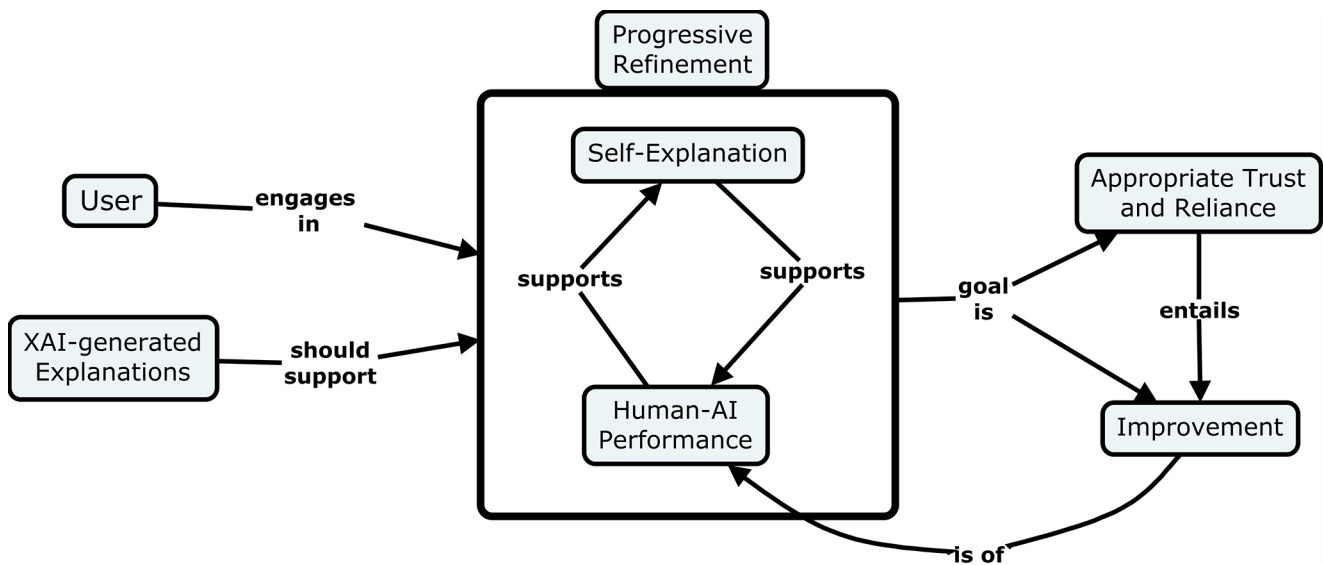 Progressive
Refinement
Self-Explanation
User
engages
in
Appropriate Trust
and Reliance
supports
supports
goal
is
entails
XAI-generated
Explanations
should
support
Human-AI
Performance
Improvement
is of